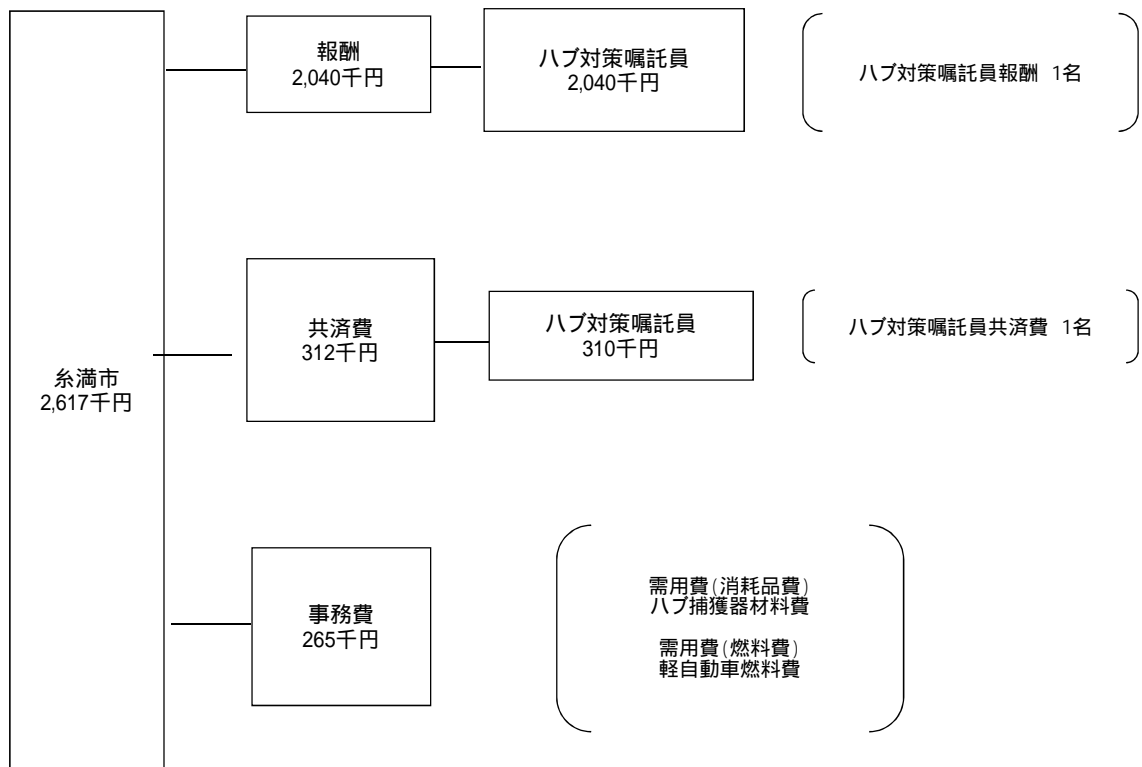 糸満市
2,617千円
報酬
2,040千円
ハブ対策嘱託員
2,040千円
ハブ対策嘱託員報酬 1名
共済費
312千円
ハブ対策嘱託員
310千円
ハブ対策嘱託員共済費 1名
事務費
265千円
需用費(消耗品費)
ハブ捕獲器材料費
需用費(燃料費)
軽自動車燃料費